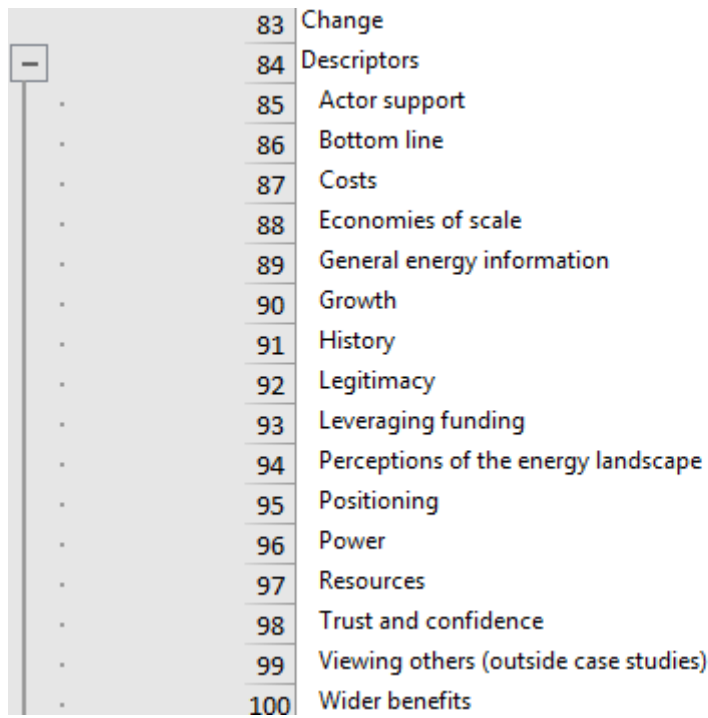 83 Change
84 Descriptors
85 Actor support
86 Bottom line
87 Costs
88 Economies of scale
89 General energy information
90 Growth
91 History
92 Legitimacy
93 Leveraging funding
94 Perceptions of the energy landscape
95 Positioning
96 Power
97 Resources
98 Trust and confidence
99 Viewing others (outside case studies)
100 Wider benefits